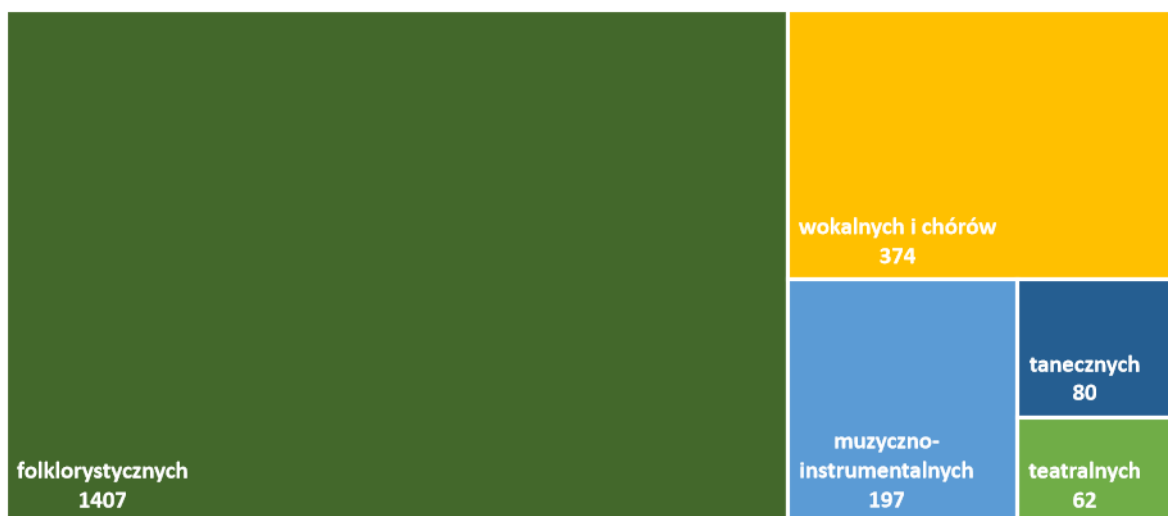 folklorystycznych
1407
wokalnych i chórów
374
muzyczno-
instrumentalnych
197
tanecznych
80
teatralnych
62